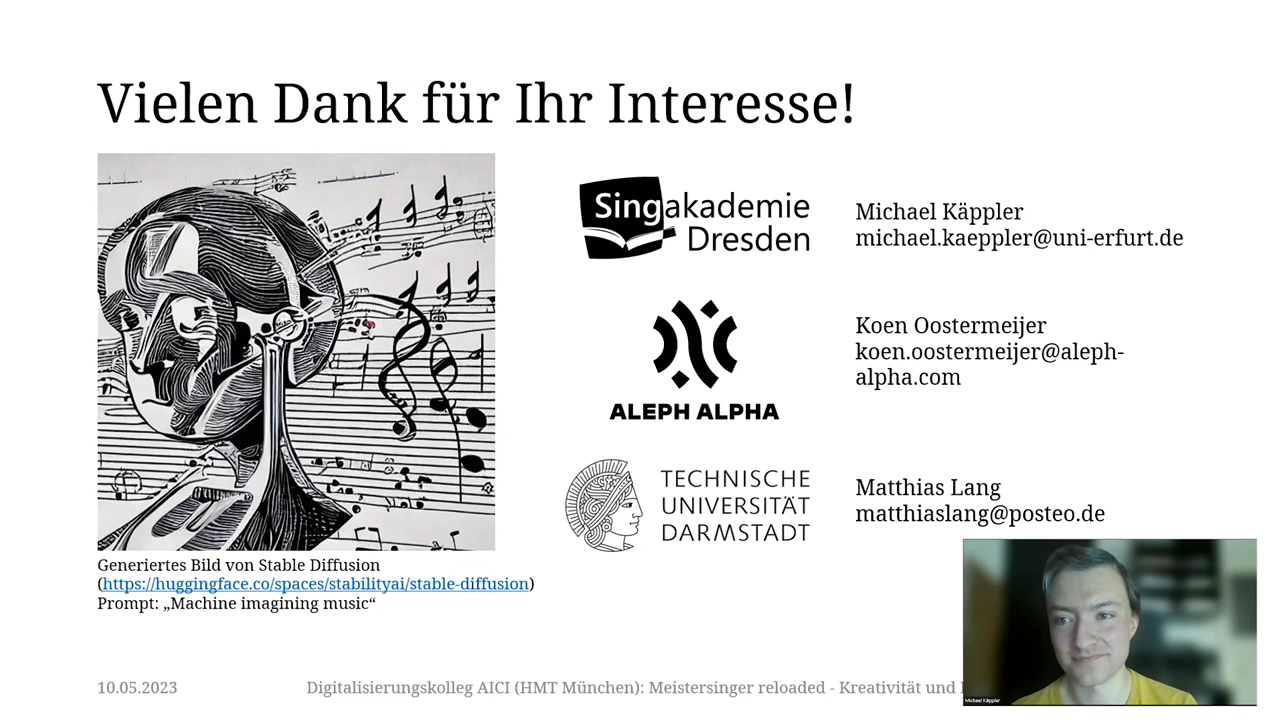 Vielen Dank für Ihr Interesse!
Singakademie
Dresden
Michael Käppler
michael.kaeppler@uni-erfurt.de
ALEPH ALPHA
Koen Oostermeijer
koen.oostermeijer@aleph-
alpha.com
TECHNISCHE
UNIVERSITÄT
DARMSTADT
Matthias Lang
matthiaslang@posteo.de
Generiertes Bild von Stable Diffusion
(https://huggingface.co/spaces/stabilityai/stable-diffusion)
Prompt: „Machine imagining music“
10.05.2023
Digitalisierungskolleg AICI (HMT München): Meistersinger reloaded - Kreativität und
Michael Käppler